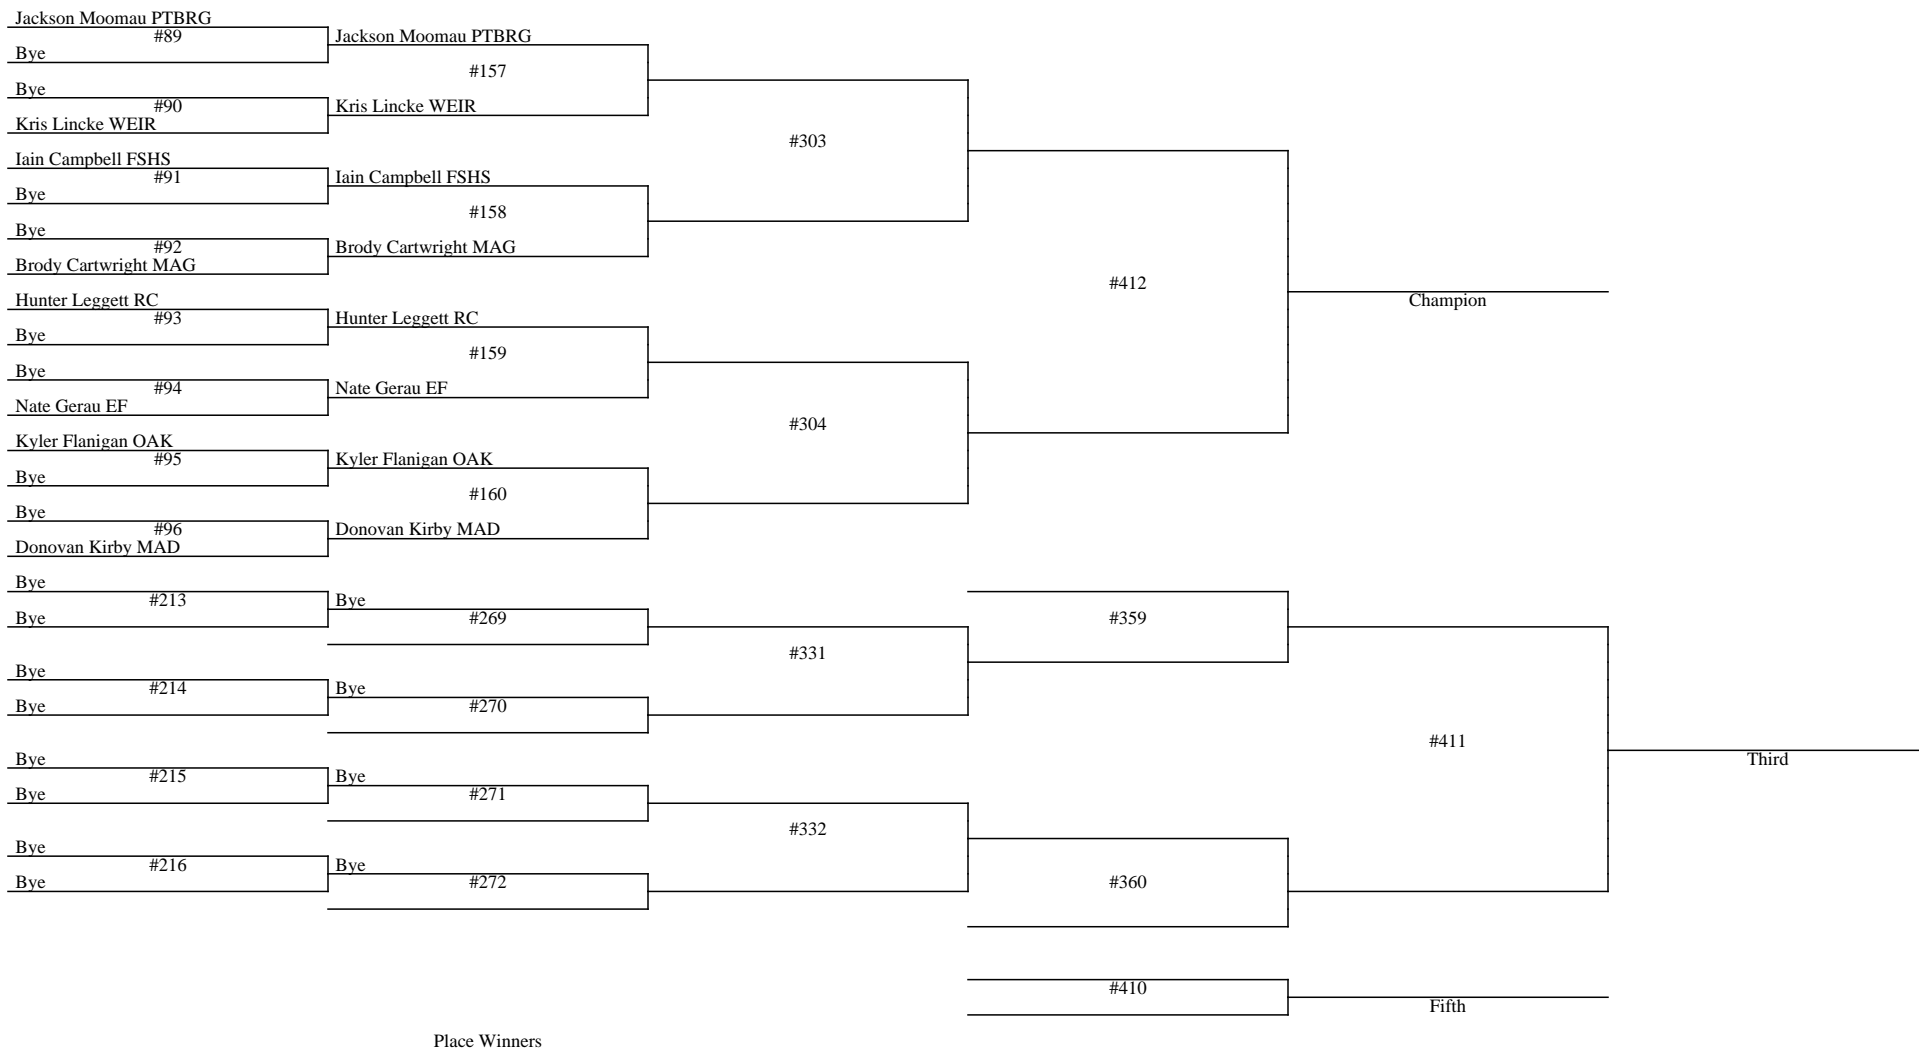 Jackson Moomau PTBRG
#89
Jackson Moomau PTBRG
Bye
#157
Bye
#90
Kris Lincke WEIR
Kris Lincke WEIR
#303
Iain Campbell FSHS
#91
Iain Campbell FSHS
Bye
#158
Bye
#92
Brody Cartwright MAG
Brody Cartwright MAG
#412
Hunter Leggett RC
Champion
#93
Hunter Leggett RC
Bye
#159
Bye
#94
Nate Gerau EF
Nate Gerau EF
#304
Kyler Flanigan OAK
#95
Kyler Flanigan OAK
Bye
#160
Bye
#96
Donovan Kirby MAD
Donovan Kirby MAD
Bye
#213
Bye
Bye
#269
#359
#331
Bye
#214
Bye
Bye
#270
#411
Bye
Third
#215
Bye
Bye
#271
#332
Bye
#216
Bye
Bye
#272
#360
#410
Fifth
Place Winners